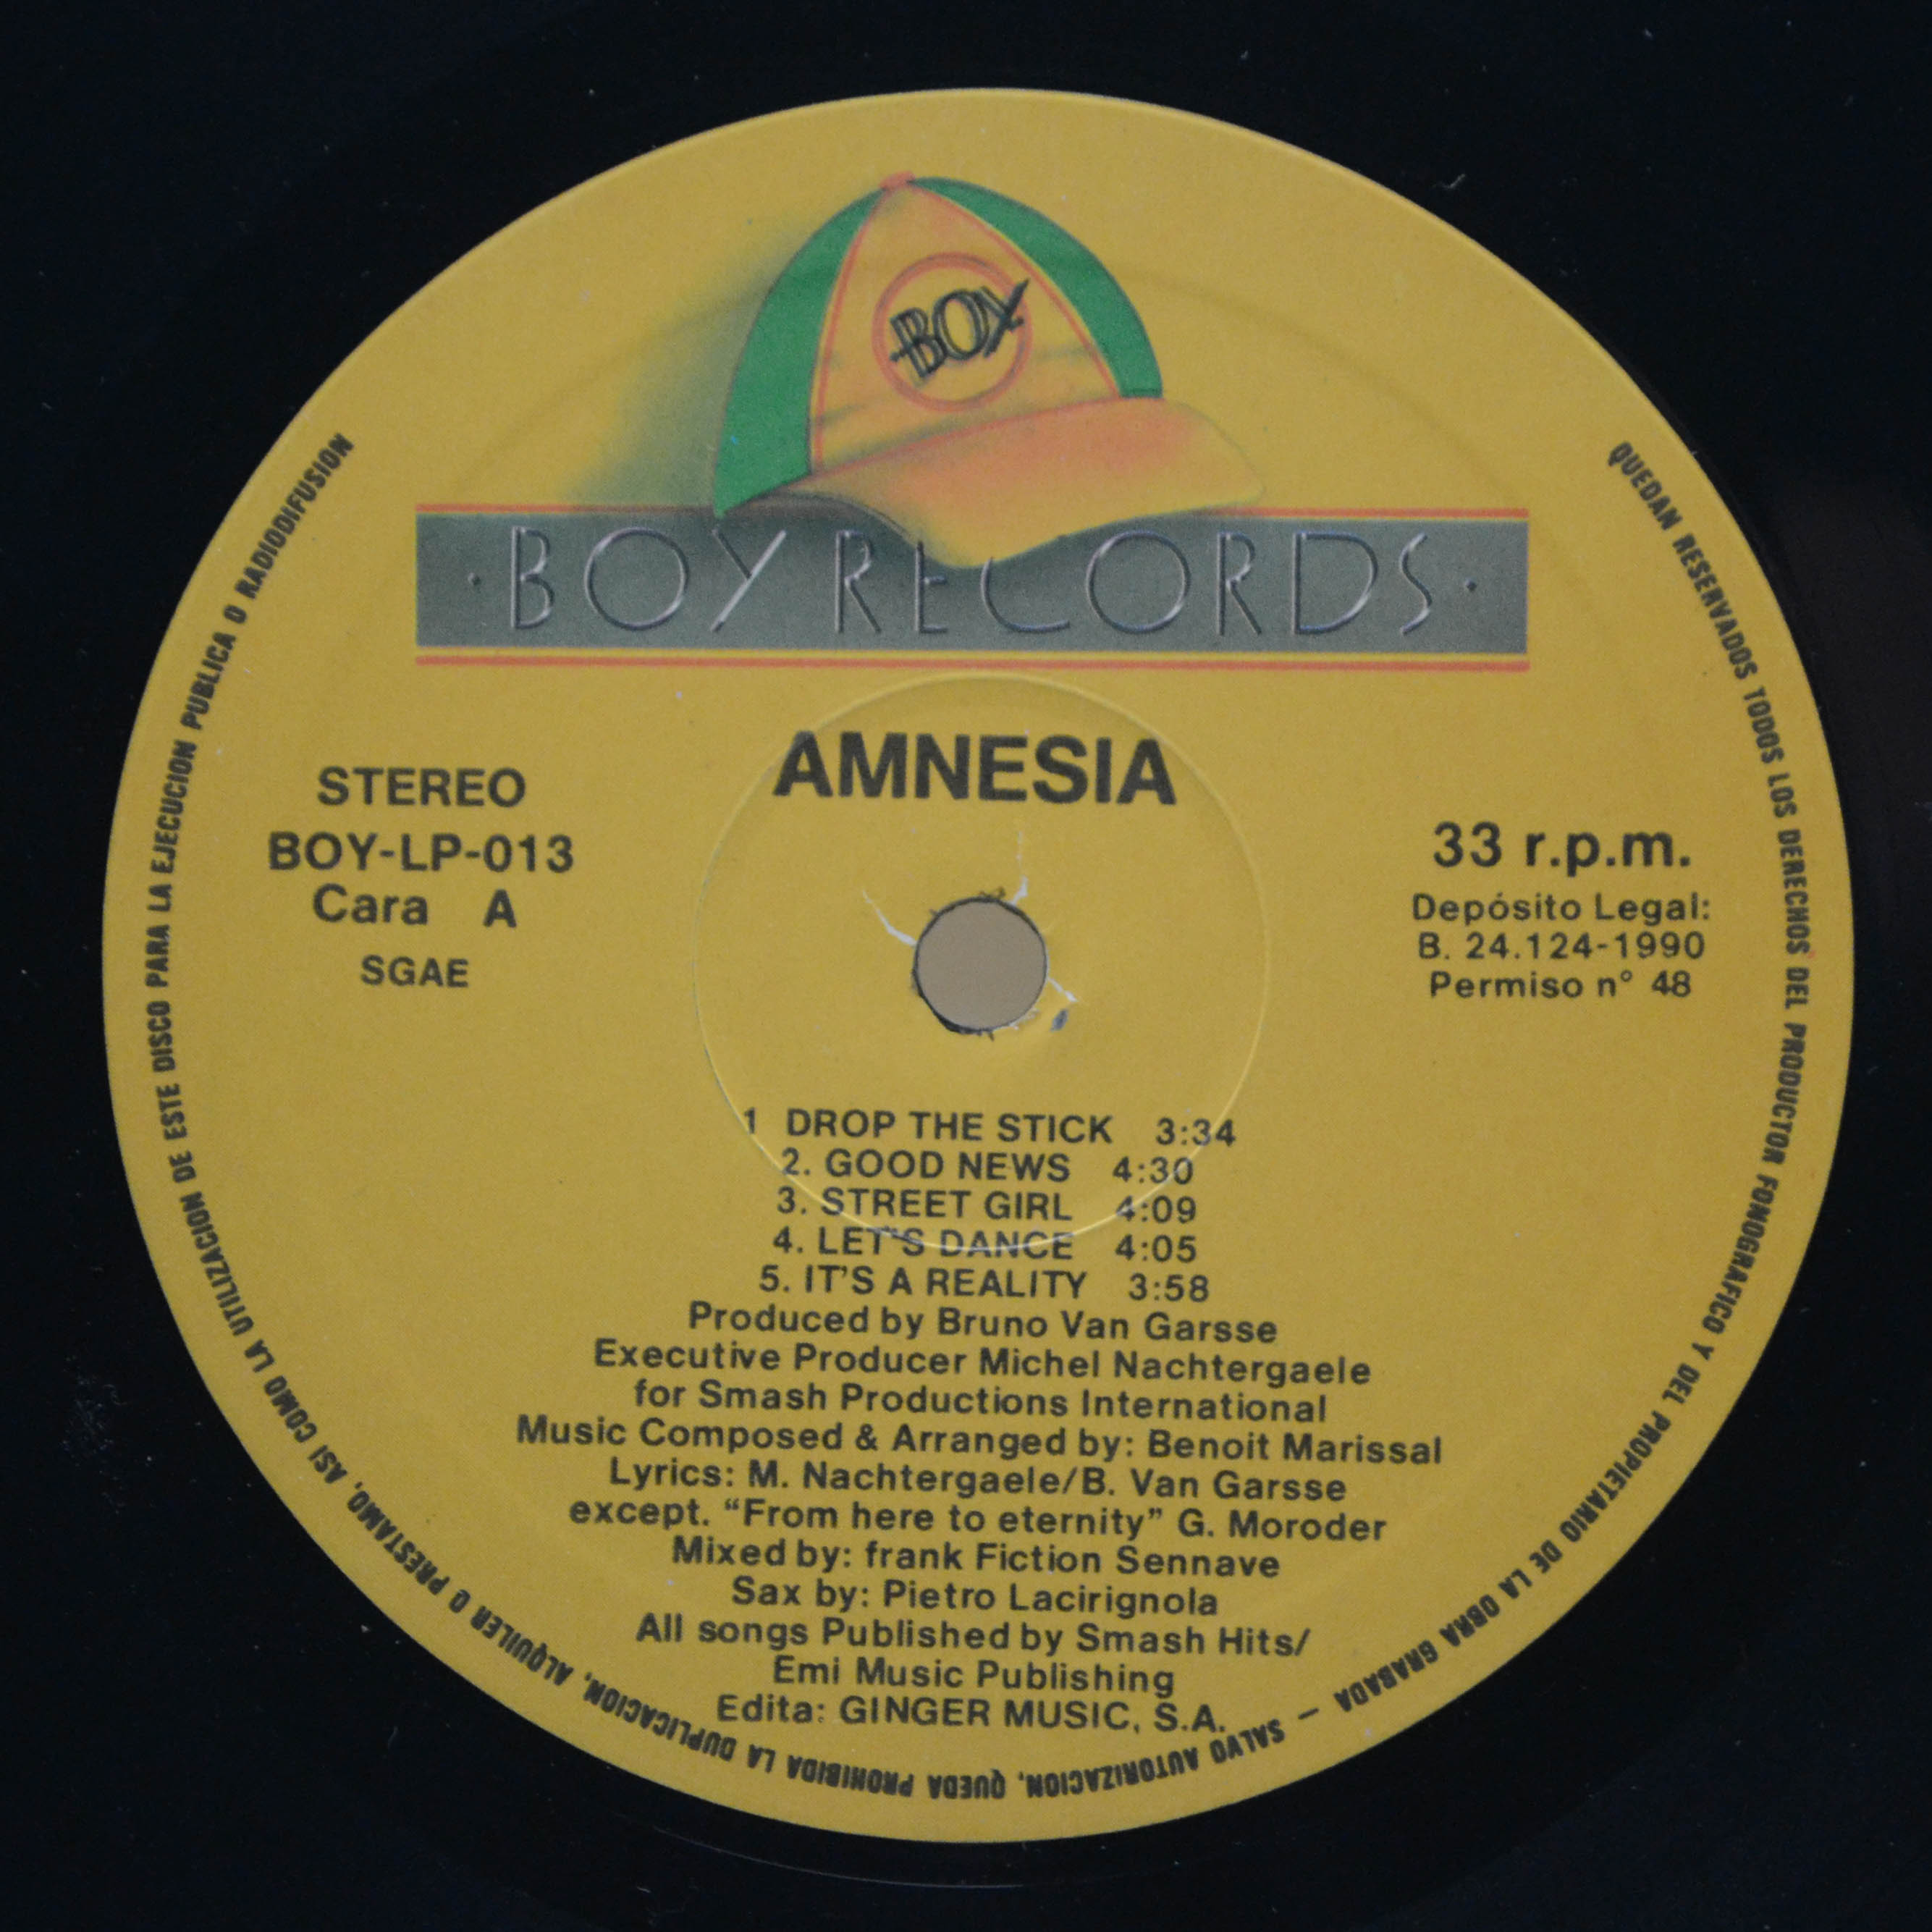 BOY
·BOY RECORDS·
AMNESIA
STEREO
BOY-LP-013
Cara A
SGAE
33 r.p.m.
Depósito Legal:
B. 24.124-1990
Permiso n° 48
1 DROP THE STICK 3:34
2. GOOD NEWS 4:30
3. STREET GIRL 4:09
4. LET'S DANCE 4:05
5. IT'S A REALITY 3:58
Produced by Bruno Van Garsse
Executive Producer Michel Nachtergaele
for Smash Productions International
Music Composed & Arranged by: Benoit Marissal
Lyrics: M. Nachtergaele/B. Van Garsse
except. “From here to eternity” G. Moroder
Mixed by: frank Fiction Sennave
Sax by: Pietro Lacirignola
All songs Published by Smash Hits/
Emi Music Publishing
Edita: GINGER MUSIC, S.A.
QUEDAN RESERVADOS TODOS LOS DERECHOS DEL PRODUCTOR FONOGRAFICO Y DEL PROPIETARIO DE LA OBRA GRABADA — SALVO AUTORIZACION, QUEDA PROHIBIDA LA DUPLICACION, ALQUILER O PRESTAMO, ASI COMO LA UTILIZACION DE ESTE DISCO PARA LA EJECUCION PUBLICA O RADIODIFUSION